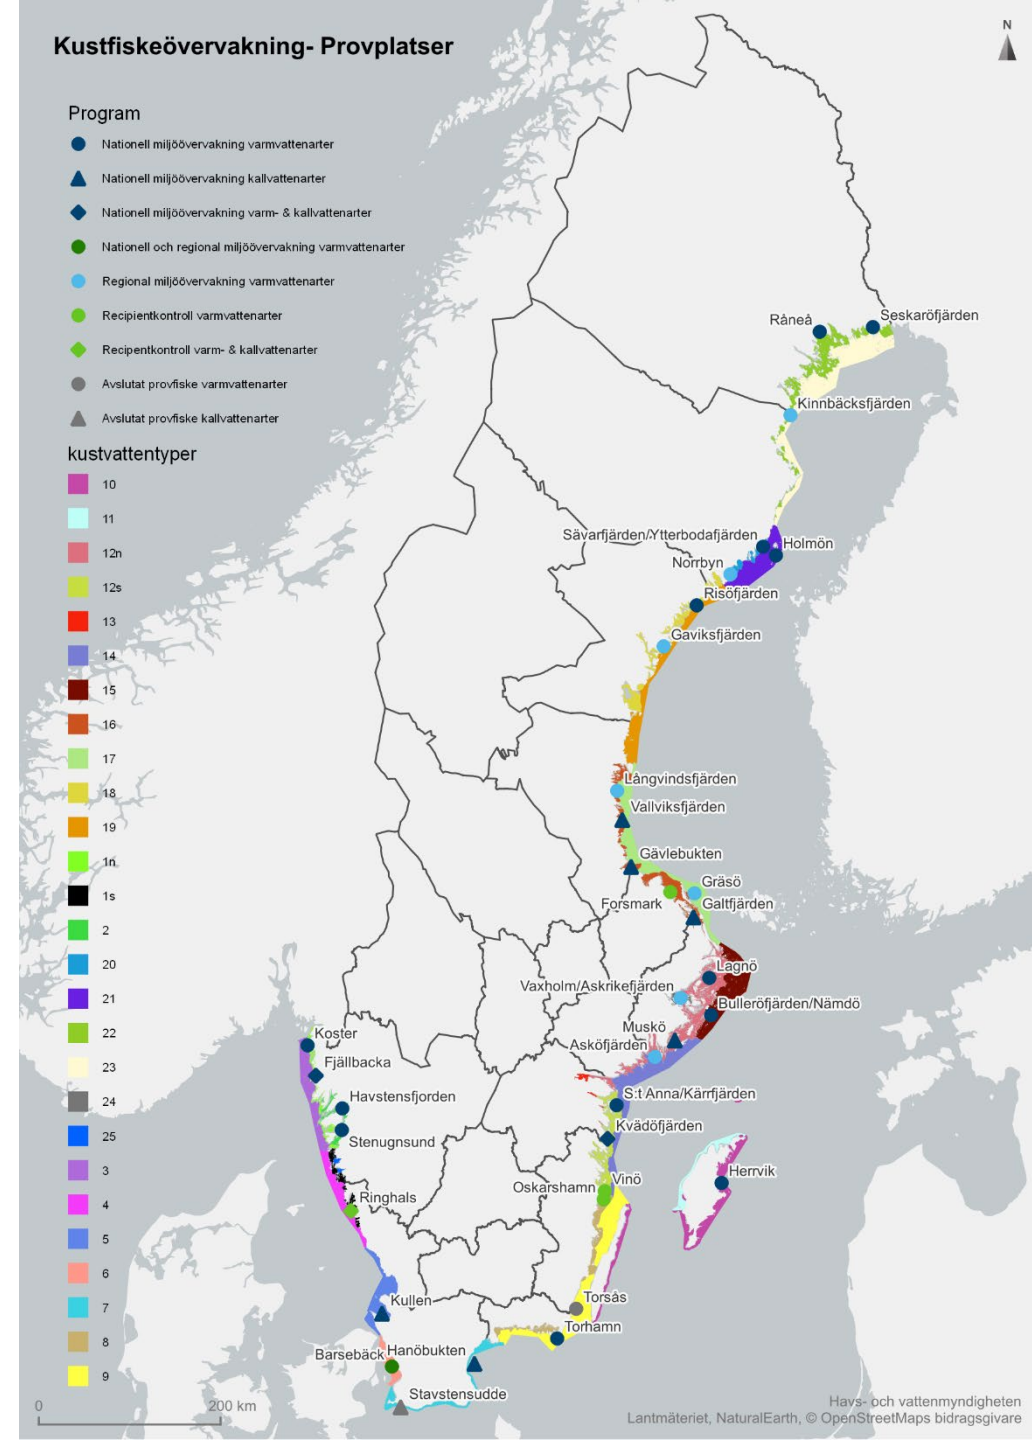 Kustfiskeövervakning- Provplatser
N
Program
Nationell miljöövervakning varmvattenarter
Nationell miljöövervakning kallvattenarter
Nationell miljöövervakning varm- & kallvattenarter
Nationell och regional miljöövervakning varmvattenarter
Regional miljöövervakning varmvattenarter
Recipientkontroll varmvattenarter
Recipentkontroll varm- & kallvattenarter
Avslutat provfiske varmvattenarter
Avslutat provfiske kallvattenarter
kustvattentyper
10
11
12n
12s
13
14
15
16
17
18
19
1n
1s
2
20
21
22
23
24
25
3
4
5
6
7
8
9
0 200 km
Råneå
Seskaröfjärden
Kinnbäcksfjärden
Sävarfjärden/Ytterbodafjärden
Holmön
Norrbyn
Risöfjärden
Gaviksfjärden
Långvindsfjärden
Vallviksfjärden
Gävlebukten
Gräsö
Forsmark
Galtfjärden
Lagnö
Vaxholm/Askrikefjärden
Bulleröfjärden/Nämdö
Muskö
Asköfjärden
Koster
Fjällbacka
Havstensfjorden
S:t Anna/Kärrfjärden
Kvädöfjärden
Stenugnsund
Herrvik
Vinö
Oskarshamn
Ringhals
Torsås
Kullen
Torhamn
Barsebäck
Hanöbukten
Stavstensudde
Havs- och vattenmyndigheten
Lantmäteriet, NaturalEarth, © OpenStreetMaps bidragsgivare